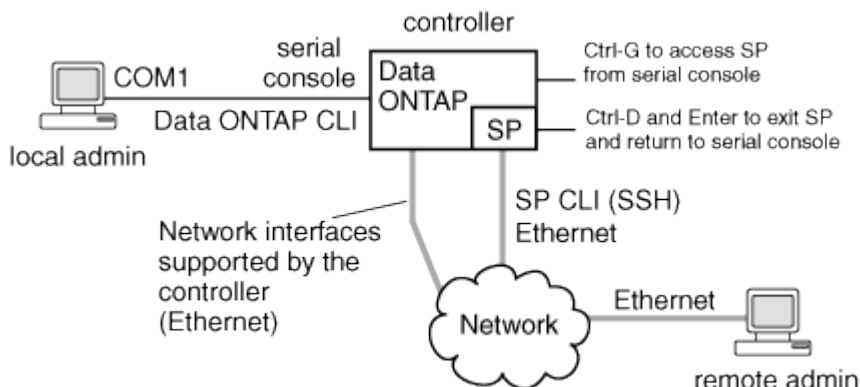 controller
serial
console
COM1
Data ONTAP CLI
local admin
Data
ONTAP
SP
Ctrl-G to access SP
from serial console
Ctrl-D and Enter to exit SP
and return to serial console
Network interfaces
supported by the
controller
(Ethernet)
SP CLI (SSH)
Ethernet
Network
Ethernet
remote admin